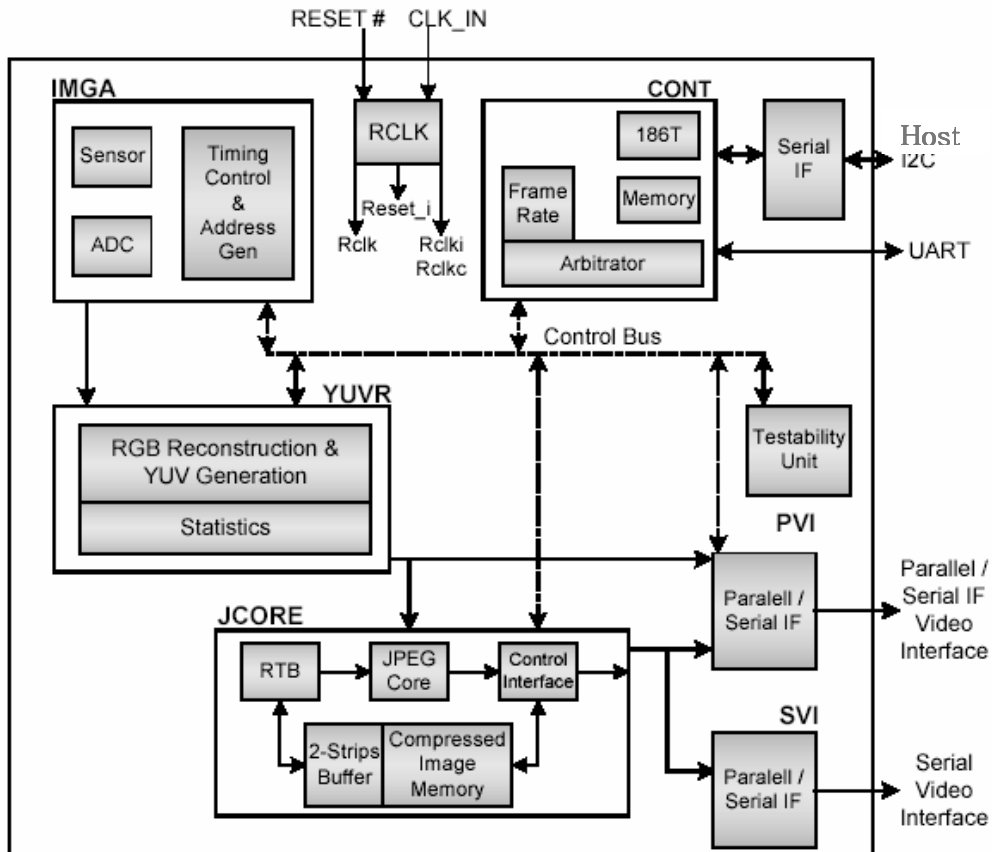 RESET # CLK_IN
IMGA
Sensor
ADC
Timing
Control
&
Address
Gen
RCLK
Reset_i
Rclk
Rclki
Rclkc
CONT
186T
Frame
Rate
Memory
Arbitrator
Serial
IF
Host
I2C
UART
Control Bus
YUVR
RGB Reconstruction &
YUV Generation
Statistics
Testability
Unit
PVI
Paralell /
Serial IF
Parallel /
Serial IF
Video
Interface
JCORE
RTB
JPEG
Core
Control
Interface
2-Strips
Buffer
Compressed
Image
Memory
SVI
Paralell /
Serial IF
Serial
Video
Interface